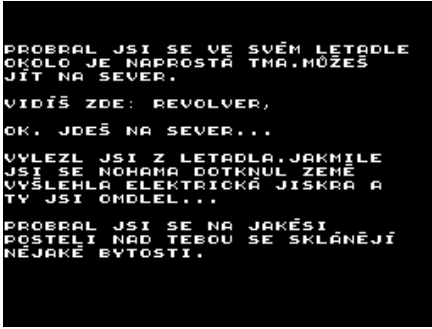 PROBRAL JSI SE VE SVÉM LETADLE
OKOLO JE NAPROSTÁ TMA.MŮŽEŠ
JÍT NA SEVER.
VIDÍŠ ZDE: REVOLVER,
OK. JDEŠ NA SEVER...
VYLEZL JSI Z LETADLA.JAKMILE
JSI SE NOHAMA DOTKNUL ZEMĚ
VYŠLEHLA ELEKTRICKÁ JISKRA A
TY JSI OMDLEL...
PROBRAL JSI SE NA JAKÉSI
POSTELI NAD TEBOU SE SKLÁNĚJÍ
NĚJAKÉ BYTOSTI.